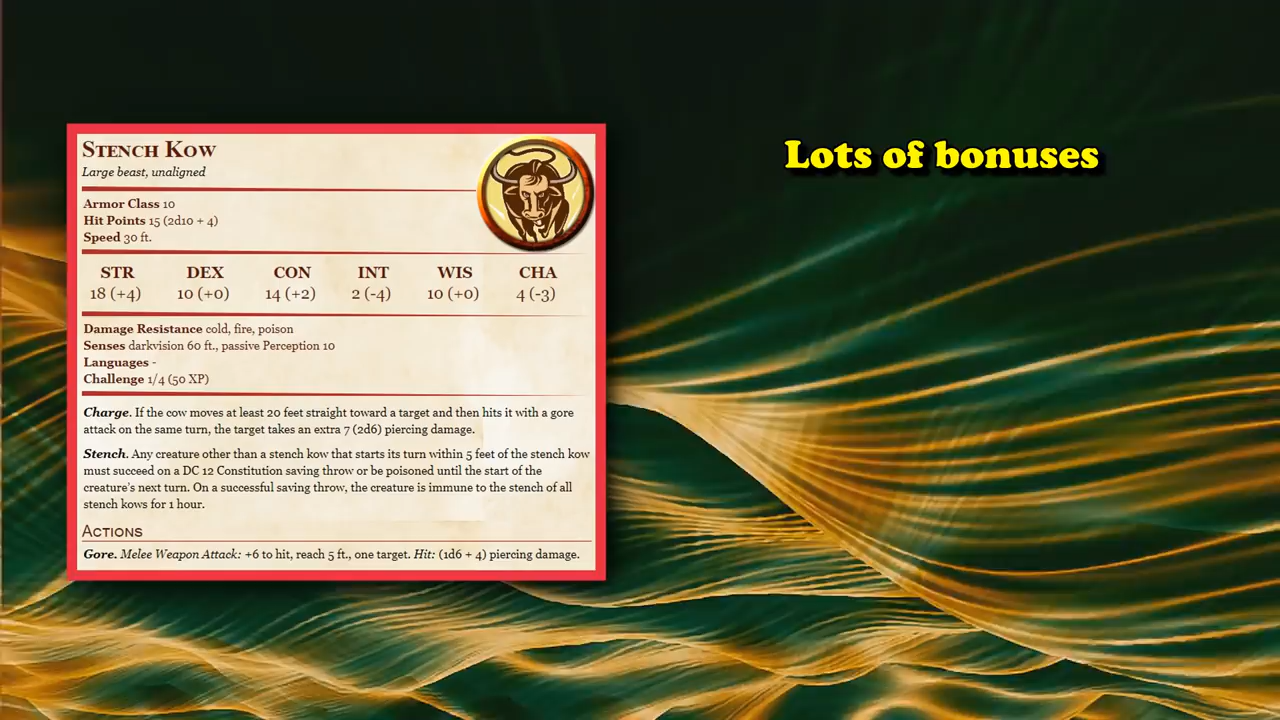 Stench Kow
Large beast, unaligned
Armor Class 10
Hit Points 15 (2d10 + 4)
Speed 30 ft.
STR DEX CON INT WIS CHA
18 (+4) 10 (+0) 14 (+2) 2 (-4) 10 (+0) 4 (-3)
Damage Resistance cold, fire, poison
Senses darkvision 60 ft., passive Perception 10
Languages -
Challenge 1/4 (50 XP)
Charge. If the cow moves at least 20 feet straight toward a target and then hits it with a gore
attack on the same turn, the target takes an extra 7 (2d6) piercing damage.
Stench. Any creature other than a stench kow that starts its turn within 5 feet of the stench kow
must succeed on a DC 12 Constitution saving throw or be poisoned until the start of the
creature's next turn. On a successful saving throw, the creature is immune to the stench of all
stench kows for 1 hour.
Actions
Gore. Melee Weapon Attack: +6 to hit, reach 5 ft., one target. Hit: (1d6 + 4) piercing damage.
Lots of bonuses